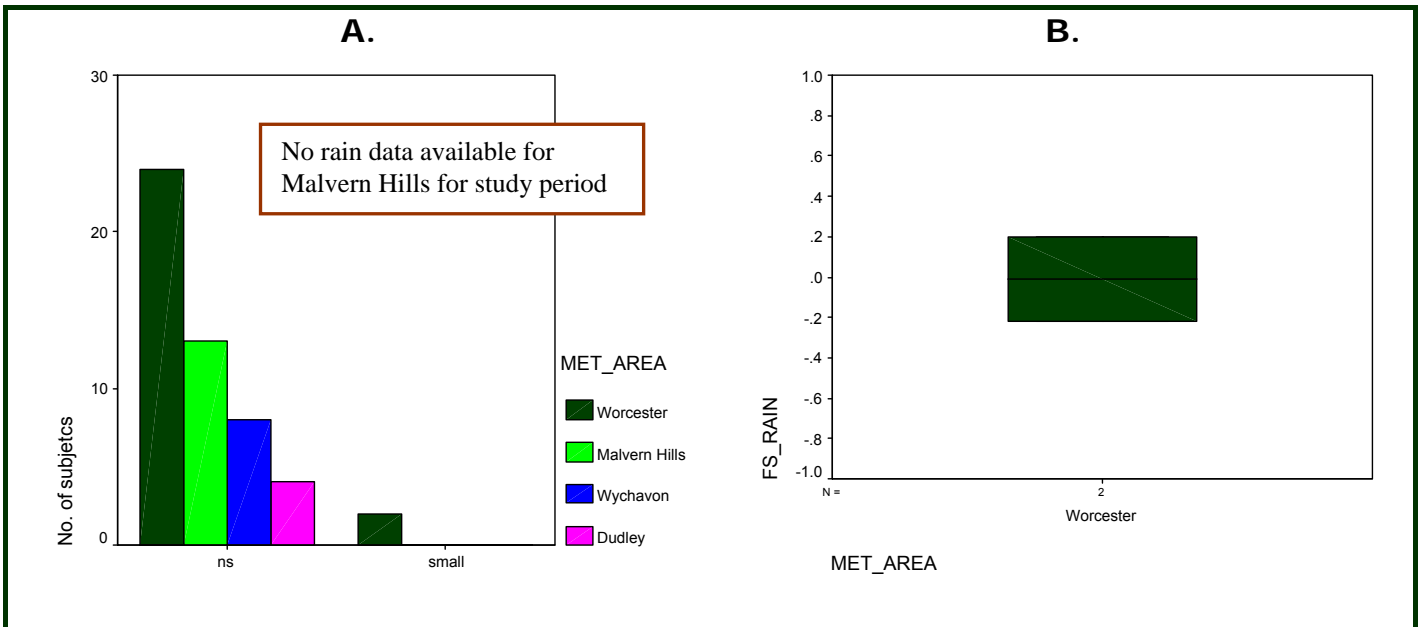 A.
30
20
10
0
No. of subjetcs
ns
small
No rain data available for
Malvern Hills for study period
MET_AREA
Worcester
Malvern Hills
Wychavon
Dudley
B.
1.0
.8
.6
.4
.2
.0
-.2
-.4
-.6
-.8
-1.0
FS_RAIN
N =
2
Worcester
MET_AREA